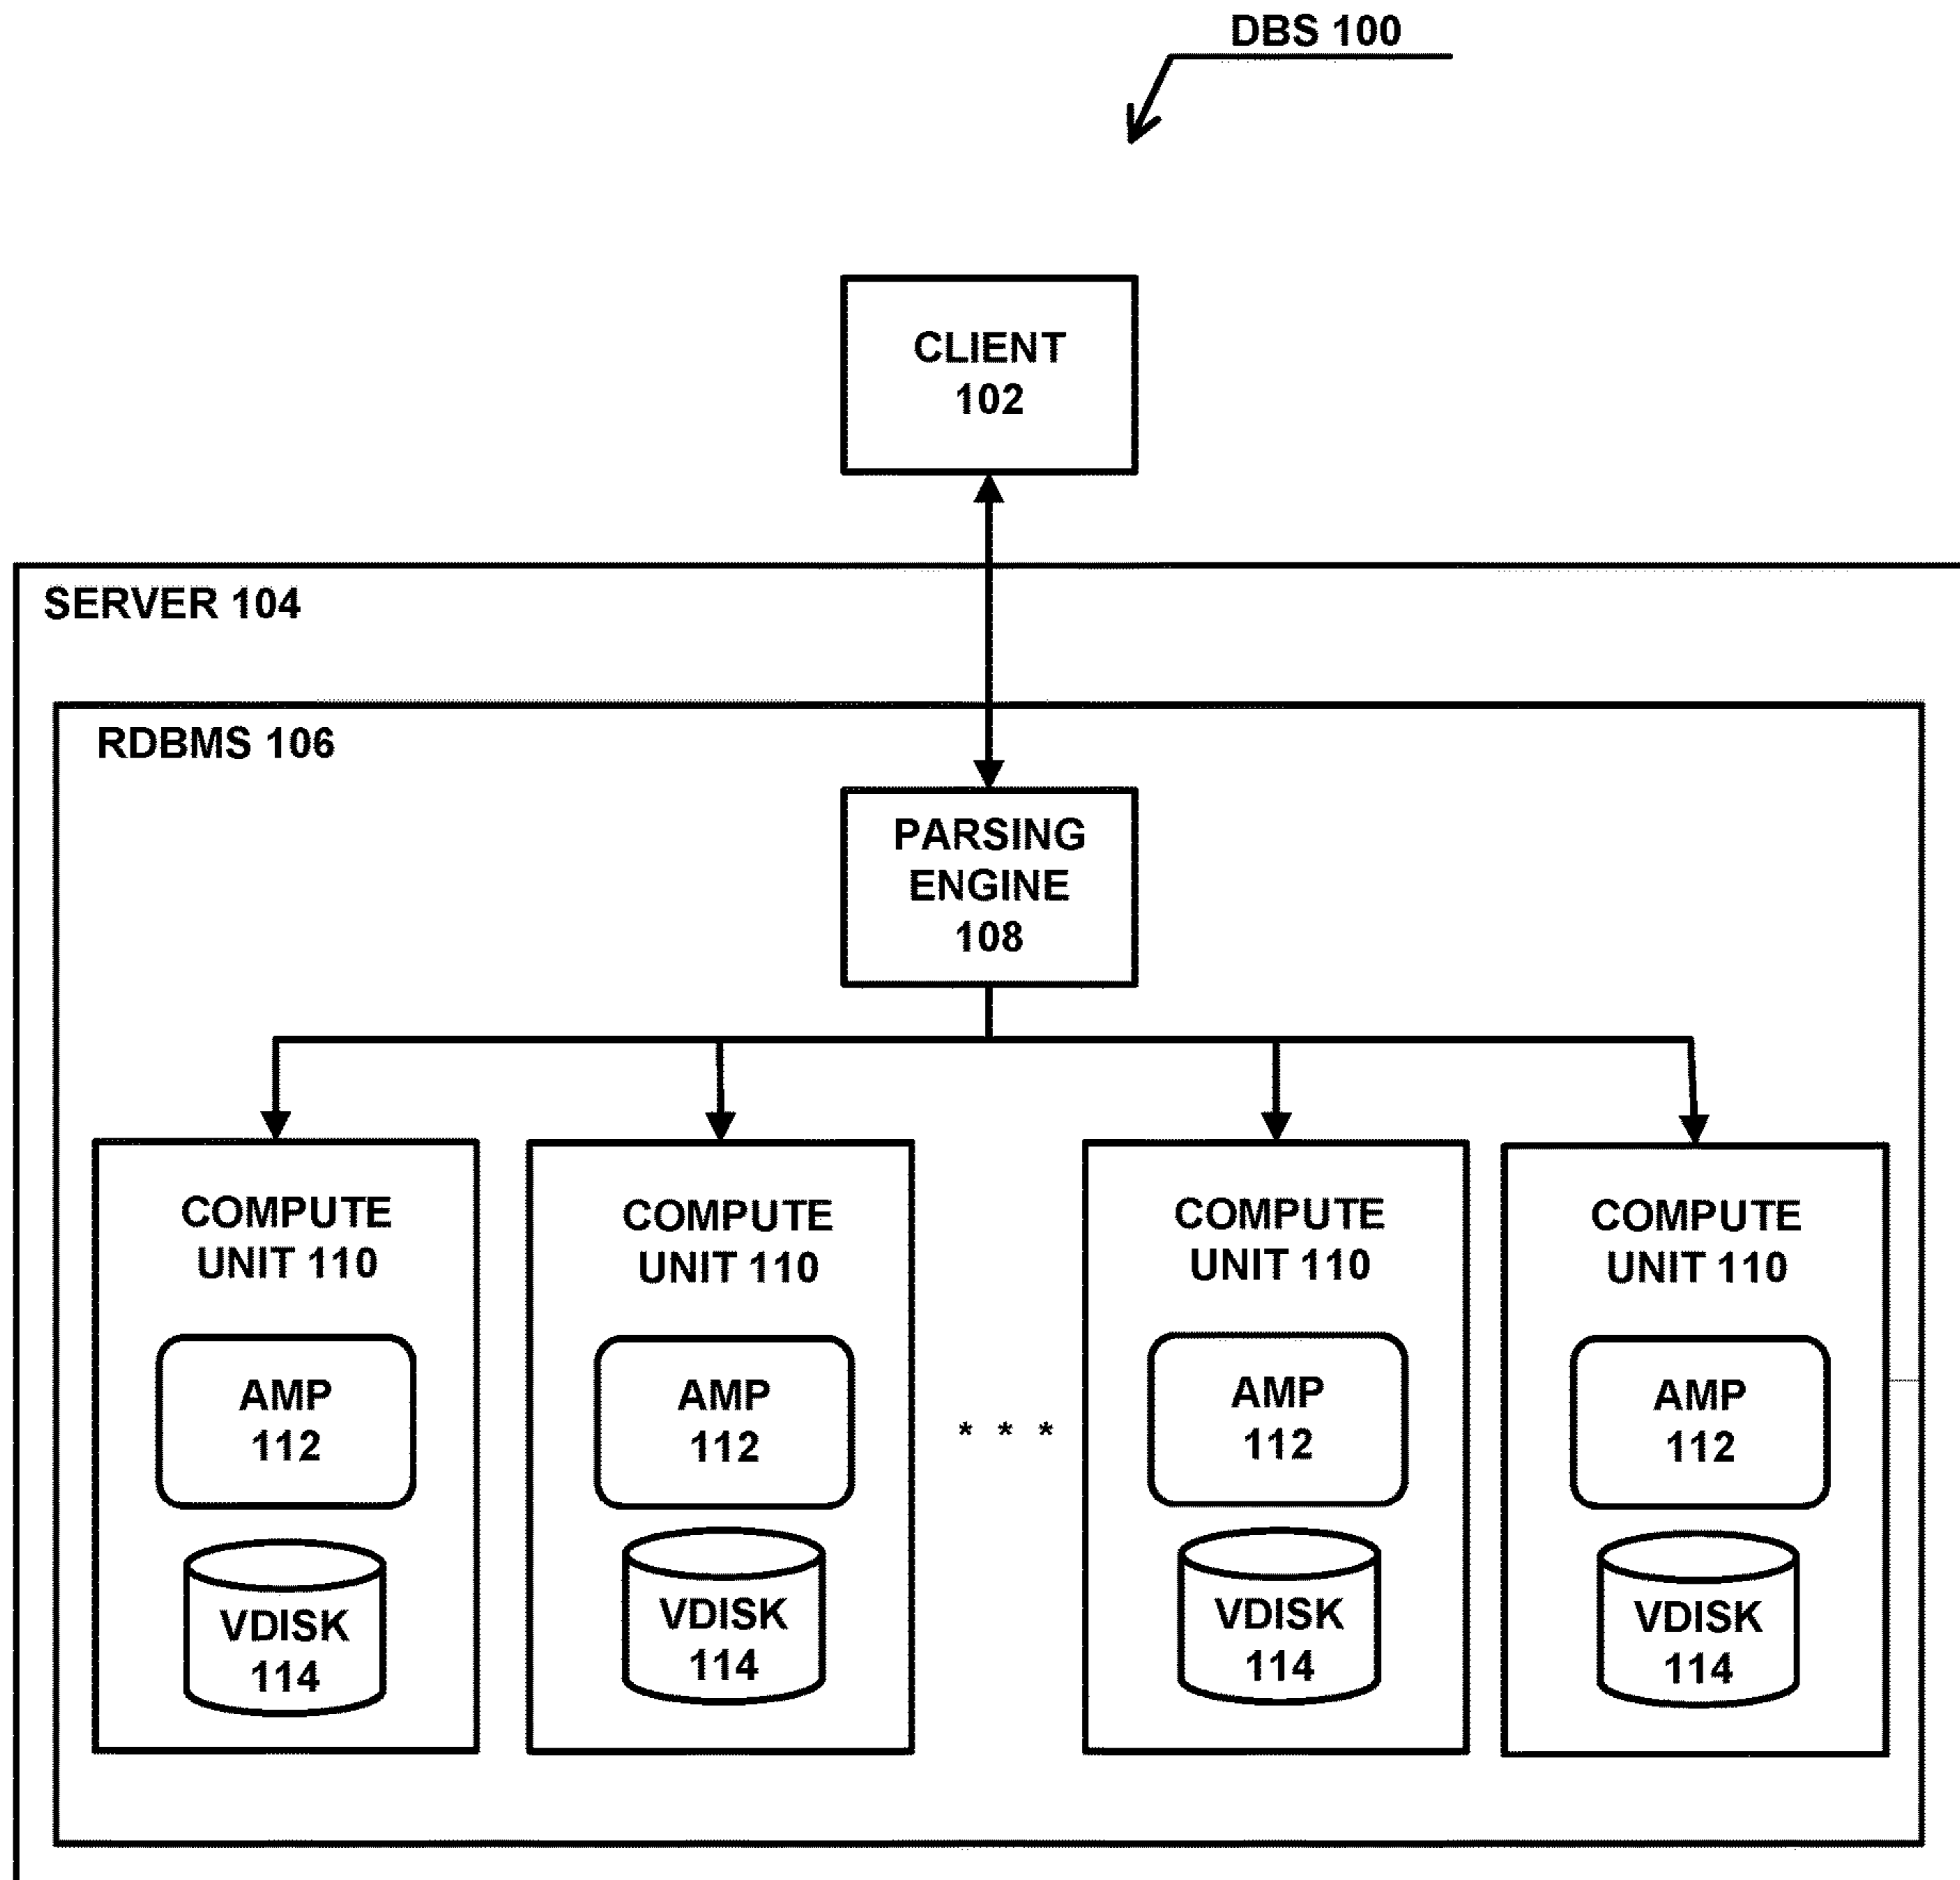 DBS 100
CLIENT
102
SERVER 104
RDBMS 106
PARSING
ENGINE
108
COMPUTE
UNIT 110
AMP
112
VDISK
114
COMPUTE
UNIT 110
AMP
112
VDISK
114
* * *
COMPUTE
UNIT 110
AMP
112
VDISK
114
COMPUTE
UNIT 110
AMP
112
VDISK
114